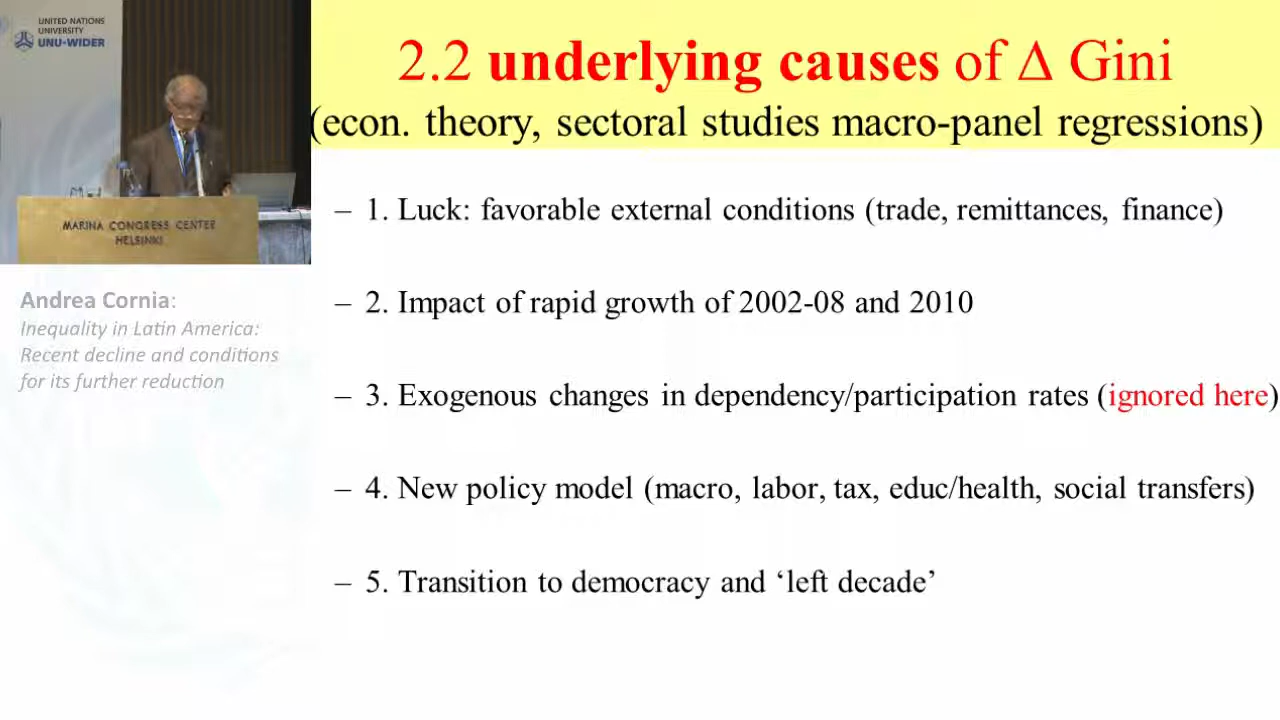 UNITED NATIONS
UNIVERSITY
UNU-WIDER
MARINA CONGRESS CENTER
HELSINKI
Andrea Cornia:
Inequality in Latin America:
Recent decline and conditions
for its further reduction
2.2 underlying causes of Δ Gini
(econ. theory, sectoral studies macro-panel regressions)
– 1. Luck: favorable external conditions (trade, remittances, finance)
– 2. Impact of rapid growth of 2002-08 and 2010
– 3. Exogenous changes in dependency/participation rates (ignored here)
– 4. New policy model (macro, labor, tax, educ/health, social transfers)
– 5. Transition to democracy and ‘left decade’